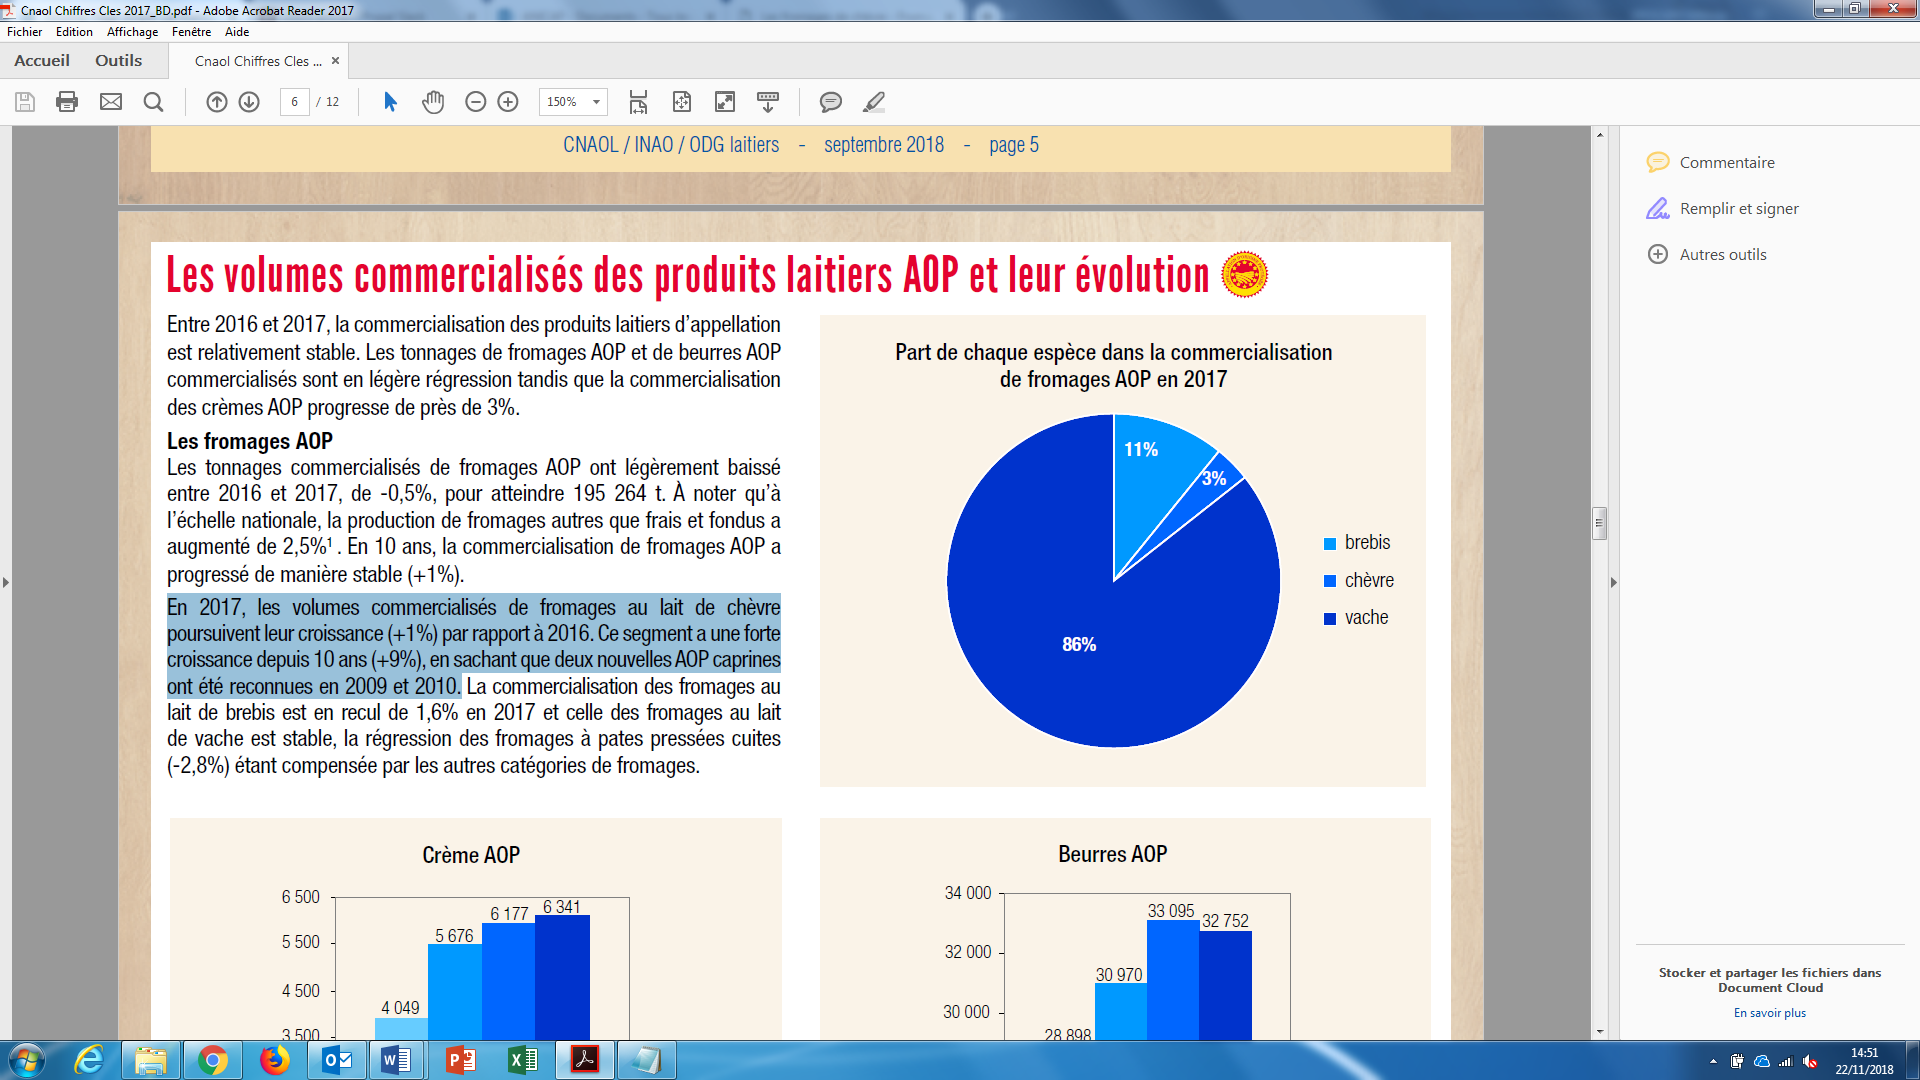 Cnaol Chiffres Cles 2017_BD.pdf - Adobe Acrobat Reader 2017
Fichier Edition Affichage Fenêtre Aide
Accueil Outils Cnaol Chiffres Cles ... ×
6 / 12 150%
CNAOL / INAO / ODG laitiers - septembre 2018 - page 5
Les volumes commercialisés des produits laitiers AOP et leur évolution
Entre 2016 et 2017, la commercialisation des produits laitiers d’appellation
est relativement stable. Les tonnages de fromages AOP et de beurres AOP
commercialisés sont en légère régression tandis que la commercialisation
des crèmes AOP progresse de près de 3%.
Les fromages AOP
Les tonnages commercialisés de fromages AOP ont légèrement baissé
entre 2016 et 2017, de -0,5%, pour atteindre 195 264 t. À noter qu’à
l’échelle nationale, la production de fromages autres que frais et fondus a
augmenté de 2,5%¹ . En 10 ans, la commercialisation de fromages AOP a
progressé de manière stable (+1%).
En 2017, les volumes commercialisés de fromages au lait de chèvre
poursuivent leur croissance (+1%) par rapport à 2016. Ce segment a une forte
croissance depuis 10 ans (+9%), en sachant que deux nouvelles AOP caprines
ont été reconnues en 2009 et 2010. La commercialisation des fromages au
lait de brebis est en recul de 1,6% en 2017 et celle des fromages au lait
de vache est stable, la régression des fromages à pates pressées cuites
(-2,8%) étant compensée par les autres catégories de fromages.
Part de chaque espèce dans la commercialisation
de fromages AOP en 2017
11%
3%
86%
brebis
chèvre
vache
Crème AOP
6 500
5 500
4 500
3 500
4 049
5 676
6 177
6 341
Beurres AOP
34 000
32 000
30 000
28 898
30 970
33 095
32 752
Commentaire
Remplir et signer
Autres outils
Stocker et partager les fichiers dans
Document Cloud
En savoir plus
14:51
22/11/2018